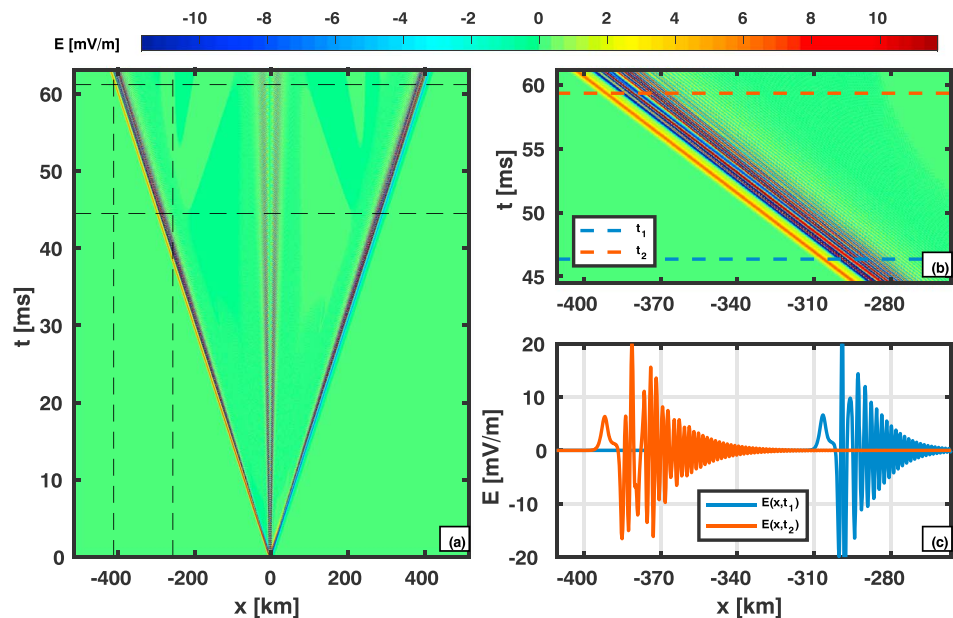 -10 -8 -6 -4 -2 0 2 4 6 8 10
E [mV/m]
60
50
40
30
20
10
0
t [ms]
-400 -200 0 200 400
x [km]
(a)
60
55
50
45
t [ms]
t1
t2
(b)
-400 -370 -340 -310 -280
20
10
0
-10
-20
E [mV/m]
E(x,t1)
E(x,t2)
(c)
-400 -370 -340 -310 -280
x [km]